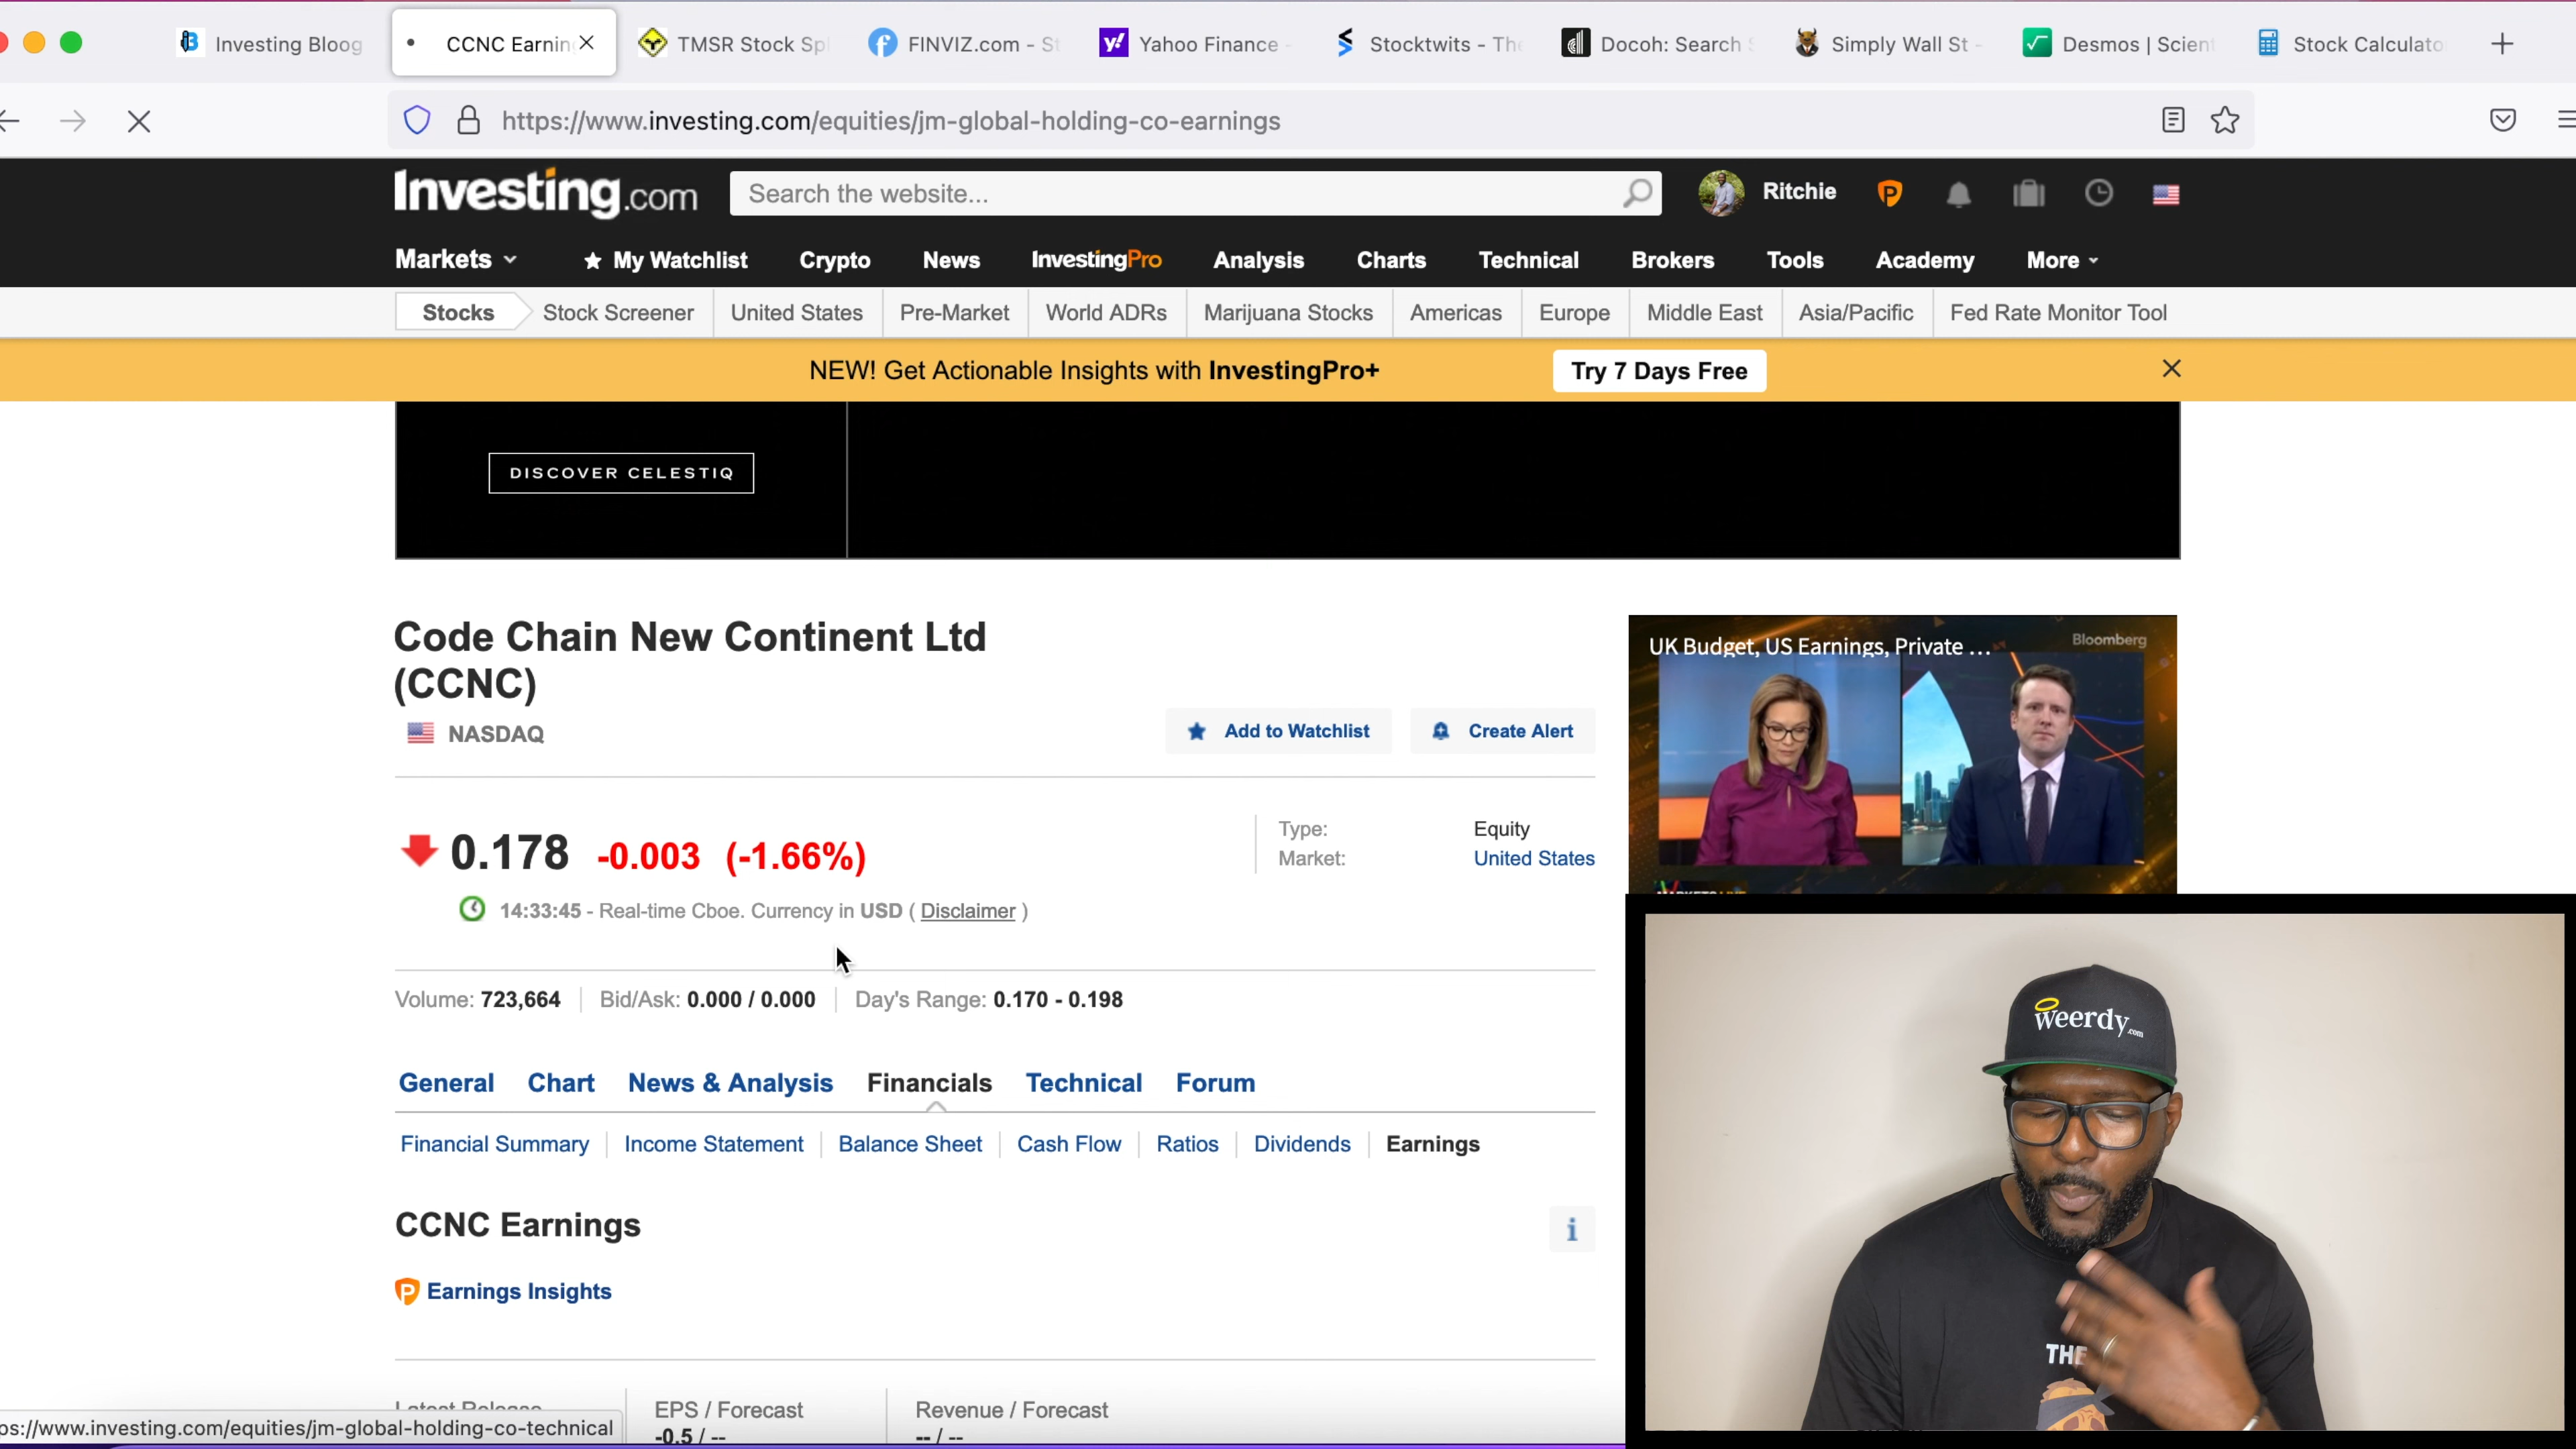 Investing Bloog
CCNC Earnin
TMSR Stock Spl
FINVIZ.com - St
Yahoo Finance -
Stocktwits - The
Docoh: Search S
Simply Wall St -
Desmos | Scient
Stock Calculato
https://www.investing.com/equities/jm-global-holding-co-earnings
Investing.com
Search the website...
Ritchie
Markets
My Watchlist
Crypto
News
InvestingPro
Analysis
Charts
Technical
Brokers
Tools
Academy
More
Stocks
Stock Screener
United States
Pre-Market
World ADRs
Marijuana Stocks
Americas
Europe
Middle East
Asia/Pacific
Fed Rate Monitor Tool
NEW! Get Actionable Insights with InvestingPro+
Try 7 Days Free
DISCOVER CELESTIQ
Code Chain New Continent Ltd
(CCNC)
NASDAQ
Add to Watchlist
Create Alert
UK Budget, US Earnings, Private ...
Bloomberg
0.178 -0.003 (-1.66%)
Type: Equity
Market: United States
14:33:45 - Real-time Cboe. Currency in USD ( Disclaimer )
Volume: 723,664
Bid/Ask: 0.000 / 0.000
Day's Range: 0.170 - 0.198
General
Chart
News & Analysis
Financials
Technical
Forum
Financial Summary
Income Statement
Balance Sheet
Cash Flow
Ratios
Dividends
Earnings
CCNC Earnings
i
Earnings Insights
Latest Release
EPS / Forecast
-0.5 / --
Revenue / Forecast
-- / --
ps://www.investing.com/equities/jm-global-holding-co-technical
weerdy.com
THE